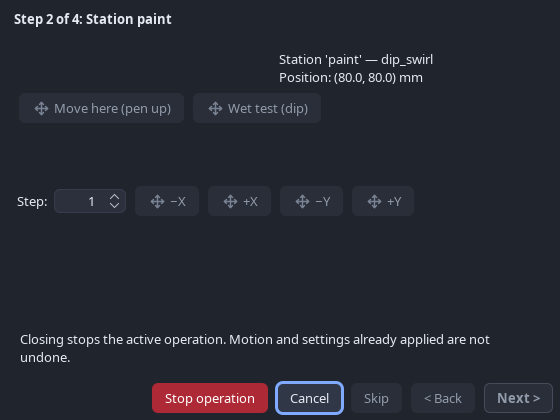 Step 2 of 4: Station paint
Station 'paint' — dip_swirl
Position: (80.0, 80.0) mm
Move here (pen up) Wet test (dip)
Step: 1 −X +X −Y +Y
Closing stops the active operation. Motion and settings already applied are not
undone.
Stop operation Cancel Skip < Back Next >